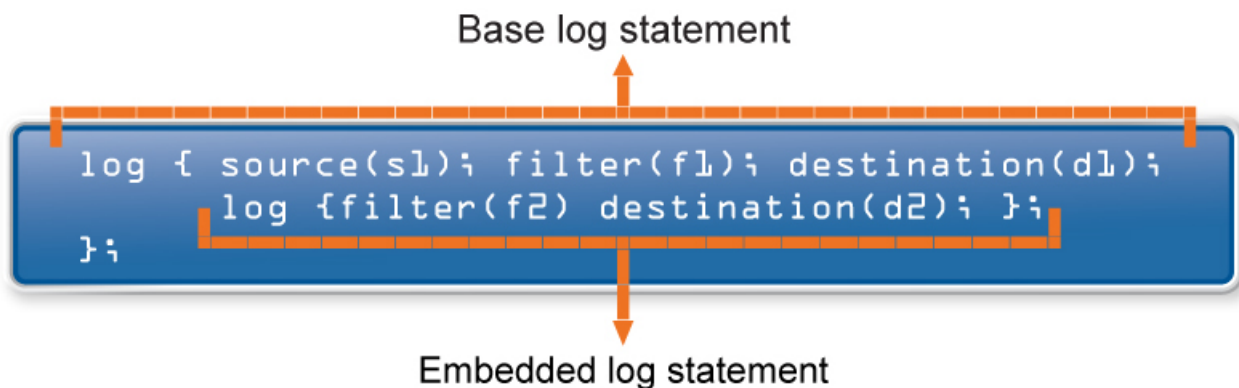 Base log statement
log { source(s1); filter(f1); destination(d1);
log {filter(f2) destination(d2); };
};
Embedded log statement